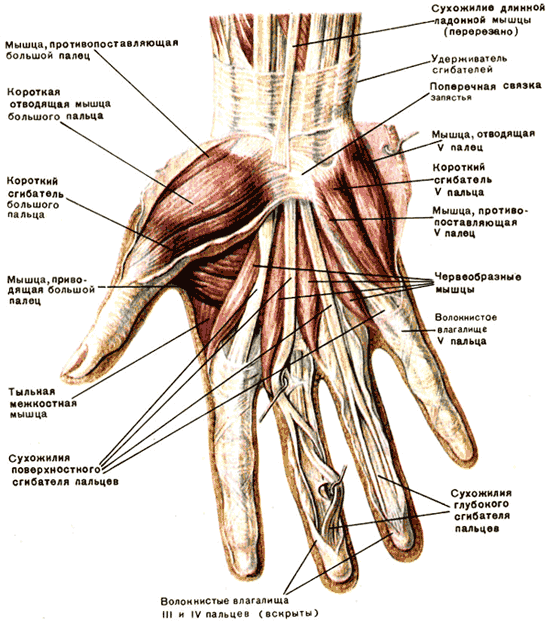 Сухожилие длинной
ладонной мышцы
(перерезано)
Мышца, противопоставляющая
большой палец
Удерживатель
сгибателей
Короткая
отводящая мышца
большого пальца
Поперечная связка
запястья
Мышца, отводящая
V палец
Короткий
сгибатель
большого
пальца
Короткий
сгибатель
V пальца
Мышца, противо-
поставляющая
V палец
Мышца, приво-
дящая большой
палец
Червеобразные
мышцы
Волокнистое
влагалище
V пальца
Тыльная
межкостная
мышца
Сухожилия
поверхностного
сгибателя пальцев
Сухожилия
глубокого
сгибателя
пальцев
Волокнистые влагалища
III и IV пальцев (вскрыты)